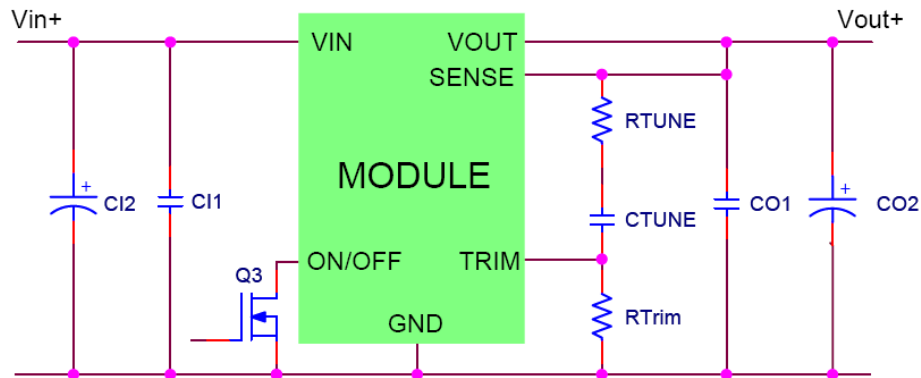 Vin+
Vout+
VIN
VOUT
SENSE
RTUNE
MODULE
+
CI2
CI1
CTUNE
CO1
+
CO2
ON/OFF
TRIM
Q3
RTrim
GND